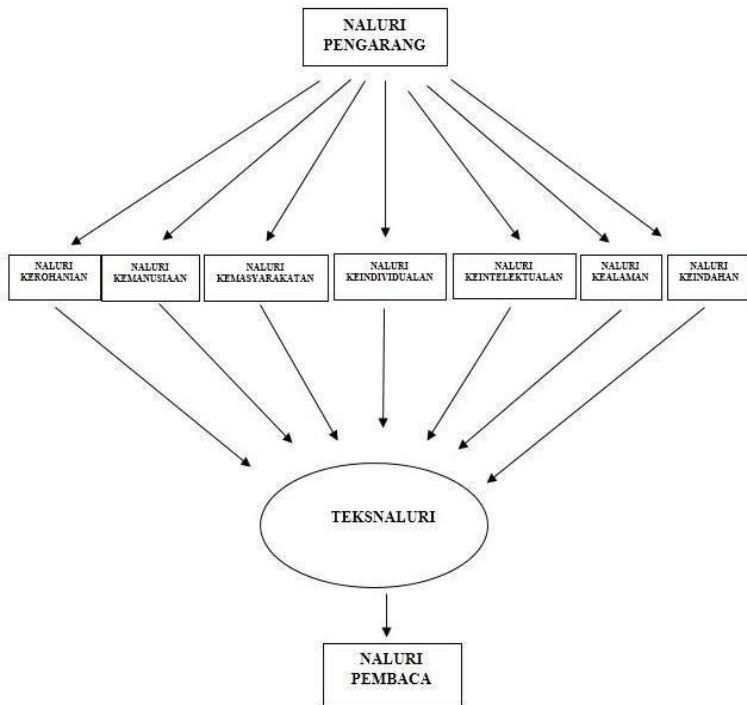 NALURI
PENGARANG
NALURI
KEROHANIAN
NALURI
KEMANUSIAAN
NALURI
KEMASYARAKATAN
NALURI
KEINDIVIDUALAN
NALURI
KEINTELEKTUALAN
NALURI
KEALAMAN
NALURI
KEINDAHAN
TEKSNALURI
NALURI
PEMBACA